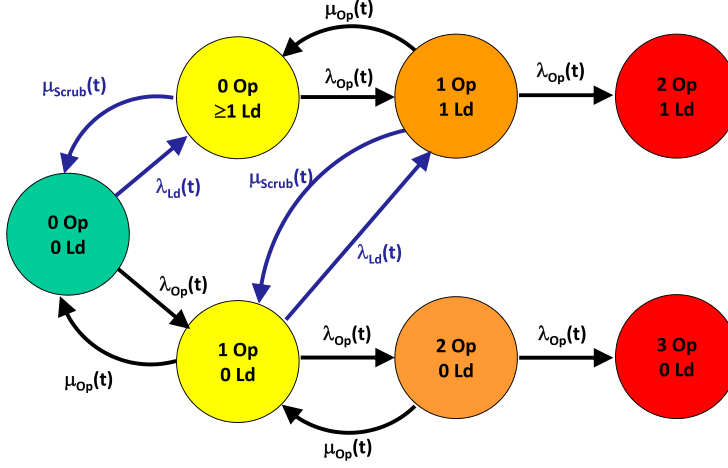 μOp(t)
μScrub(t)
0 Op
≥1 Ld
λOp(t)
1 Op
1 Ld
λOp(t)
2 Op
1 Ld
λLd(t)
μScrub(t)
0 Op
0 Ld
λLd(t)
λOp(t)
1 Op
0 Ld
λOp(t)
2 Op
0 Ld
λOp(t)
3 Op
0 Ld
μOp(t)
μOp(t)